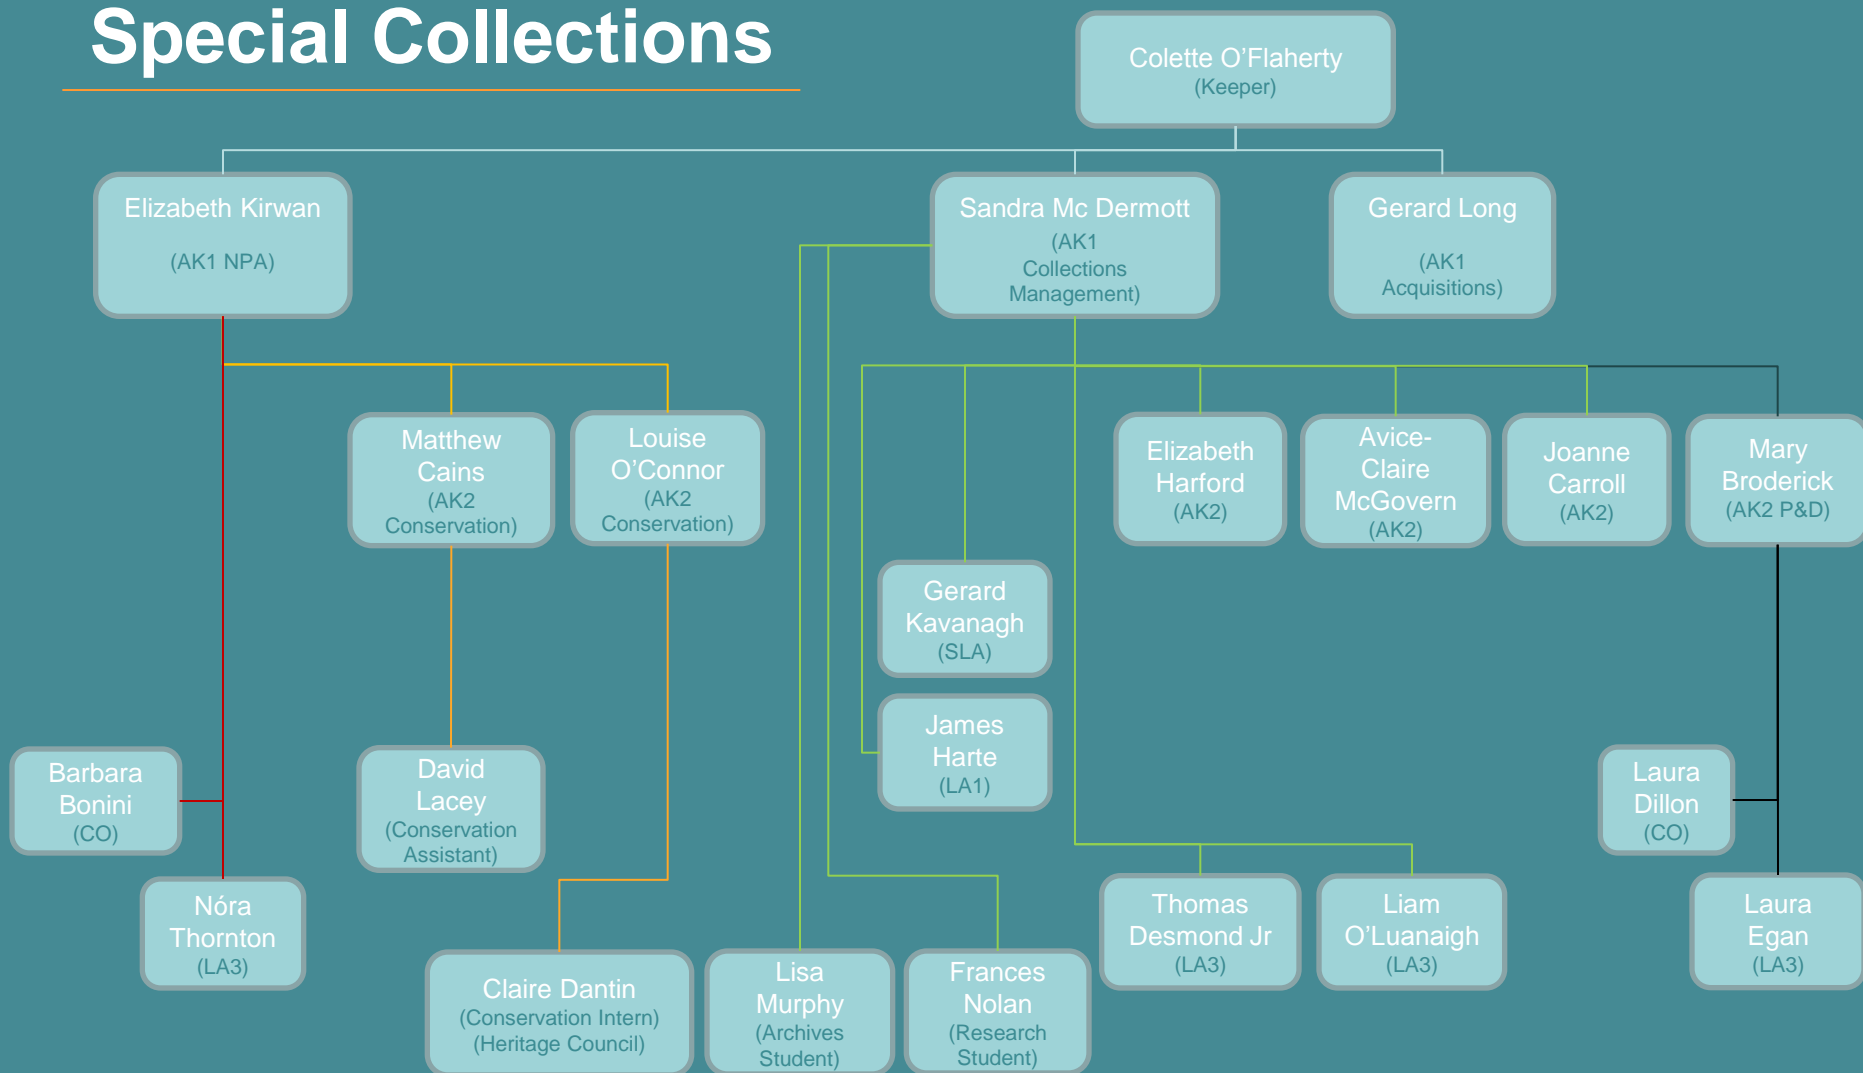 Special Collections
Colette O’Flaherty
(Keeper)
Elizabeth Kirwan
(AK1 NPA)
Sandra Mc Dermott
(AK1
Collections
Management)
Gerard Long
(AK1
Acquisitions)
Matthew
Cains
(AK2
Conservation)
Louise
O’Connor
(AK2
Conservation)
Elizabeth
Harford
(AK2)
Avice-
Claire
McGovern
(AK2)
Joanne
Carroll
(AK2)
Mary
Broderick
(AK2 P&D)
Gerard
Kavanagh
(SLA)
James
Harte
(LA1)
Barbara
Bonini
(CO)
David
Lacey
(Conservation
Assistant)
Laura
Dillon
(CO)
Nóra
Thornton
(LA3)
Claire Dantin
(Conservation Intern)
(Heritage Council)
Lisa
Murphy
(Archives
Student)
Frances
Nolan
(Research
Student)
Thomas
Desmond Jr
(LA3)
Liam
O’Luanaigh
(LA3)
Laura
Egan
(LA3)